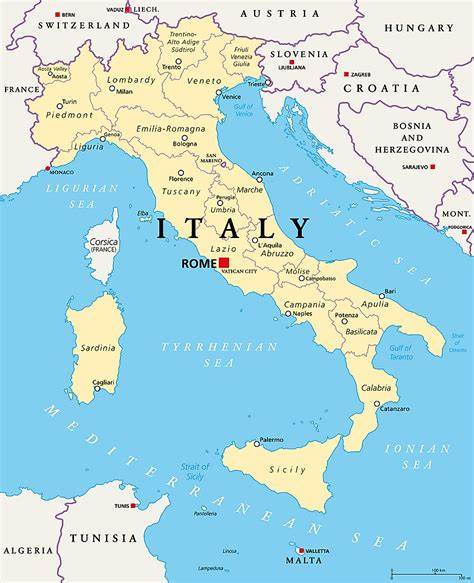 BERN
VADUZ
LIECH.
AUSTRIA
HUNGARY
SWITZERLAND
Trentino-
Alto Adige
Südtirol
Trento
Friuli
Venezia
Giulia
SLOVENIA
LJUBLJANA
ZAGREB
CROATIA
FRANCE
Aosta Valley
Aosta
Lombardy
Milan
Veneto
Venice
Trieste
Gulf of
Venice
Turin
Piedmont
Genoa
Liguria
Emilia-Romagna
Bologna
BOSNIA
AND
HERZEGOVINA
SARAJEVO
MONACO
LIGURIAN
SEA
Florence
Tuscany
SAN
MARINO
Ancona
Marche
ADRIATIC SEA
MONT.
PODGORICA
Elba
Perugia
Umbria
ITALY
Corsica
(FRANCE)
Lazio
L'Aquila
Abruzzo
ROME
VATICAN CITY
Molise
Campobasso
Bari
Apulia
Campania
Naples
Potenza
Basilicata
Strait
of Otranto
Gulf of
Taranto
Sardinia
Cagliari
TYRRHENIAN
SEA
Calabria
Catanzaro
IONIAN
SEA
MEDITERRANEAN SEA
Palermo
Sicily
Strait of
Sicily
TUNIS
TUNISIA
ALGERIA
Pantelleria
Linosa
Lampedusa
VALLETTA
MALTA
100 km